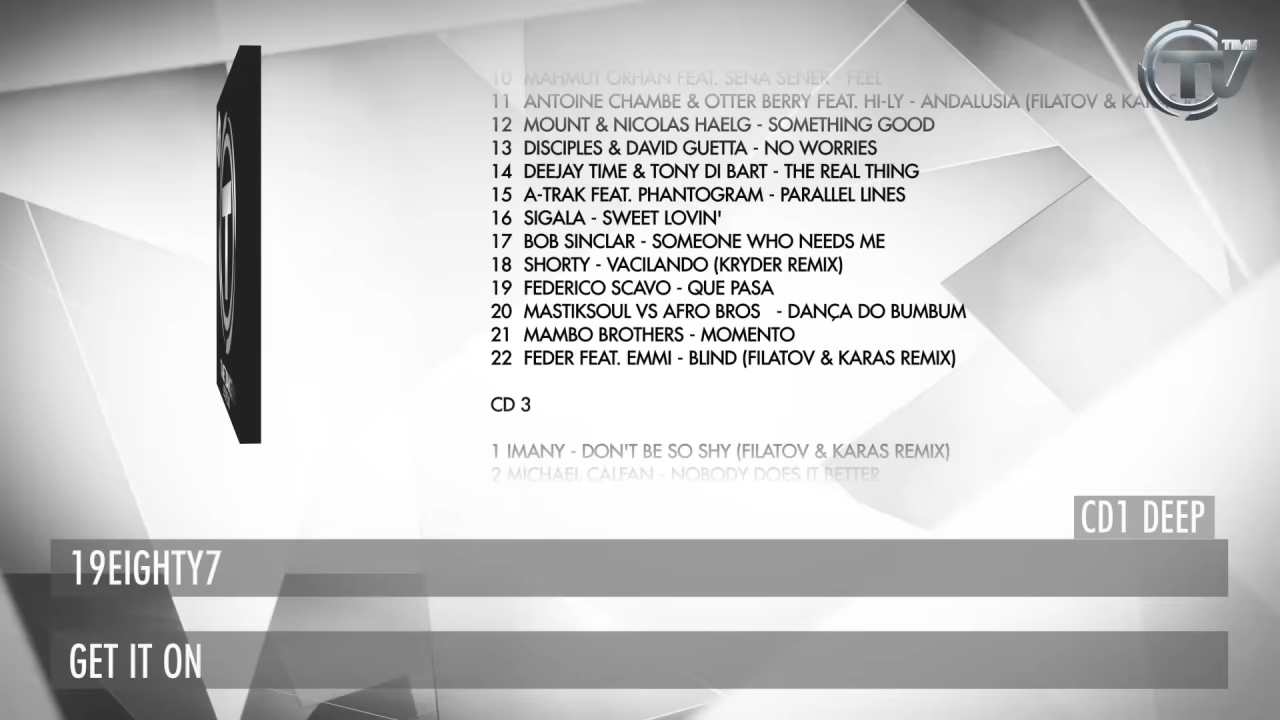 TIME
TV
10 MAHMUT ORHAN FEAT. SENA SENER - FEEL
11 ANTOINE CHAMBE & OTTER BERRY FEAT. HI-LY - ANDALUSIA (FILATOV &
12 MOUNT & NICOLAS HAELG - SOMETHING GOOD
13 DISCIPLES & DAVID GUETTA - NO WORRIES
14 DEEJAY TIME & TONY DI BART - THE REAL THING
15 A-TRAK FEAT. PHANTOGRAM - PARALLEL LINES
16 SIGALA - SWEET LOVIN'
17 BOB SINCLAR - SOMEONE WHO NEEDS ME
18 SHORTY - VACILANDO (KRYDER REMIX)
19 FEDERICO SCAVO - QUE PASA
20 MASTIKSOUL VS AFRO BROS - DANÇA DO BUMBUM
21 MAMBO BROTHERS - MOMENTO
22 FEDER FEAT. EMMI - BLIND (FILATOV & KARAS REMIX)
CD 3
1 IMANY - DON'T BE SO SHY (FILATOV & KARAS REMIX)
2 MICHAEL CALFAN - NOBODY DOES IT BETTER
CD1 DEEP
19EIGHTY7
GET IT ON